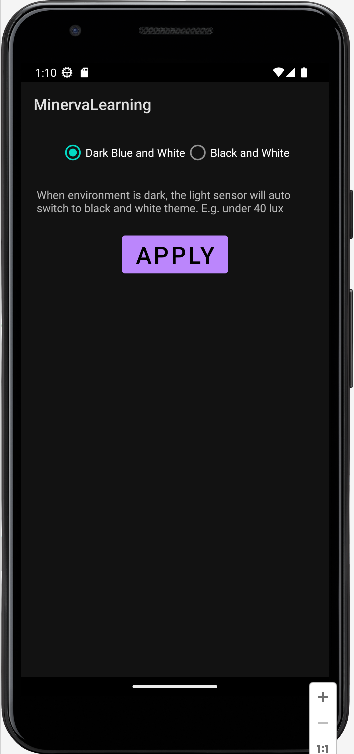 1:10
MinervaLearning
Dark Blue and White Black and White
When environment is dark, the light sensor will auto
switch to black and white theme. E.g. under 40 lux
APPLY
+
−
1:1